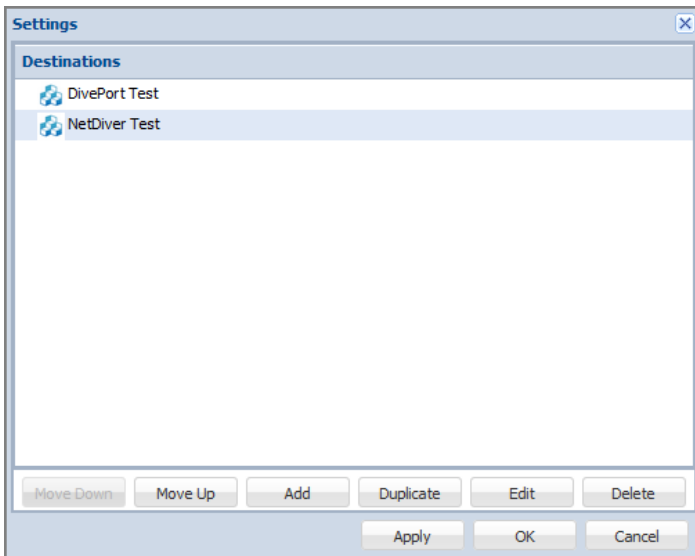 Settings
Destinations
DivePort Test
NetDiver Test
Move Down Move Up Add Duplicate Edit Delete
Apply OK Cancel